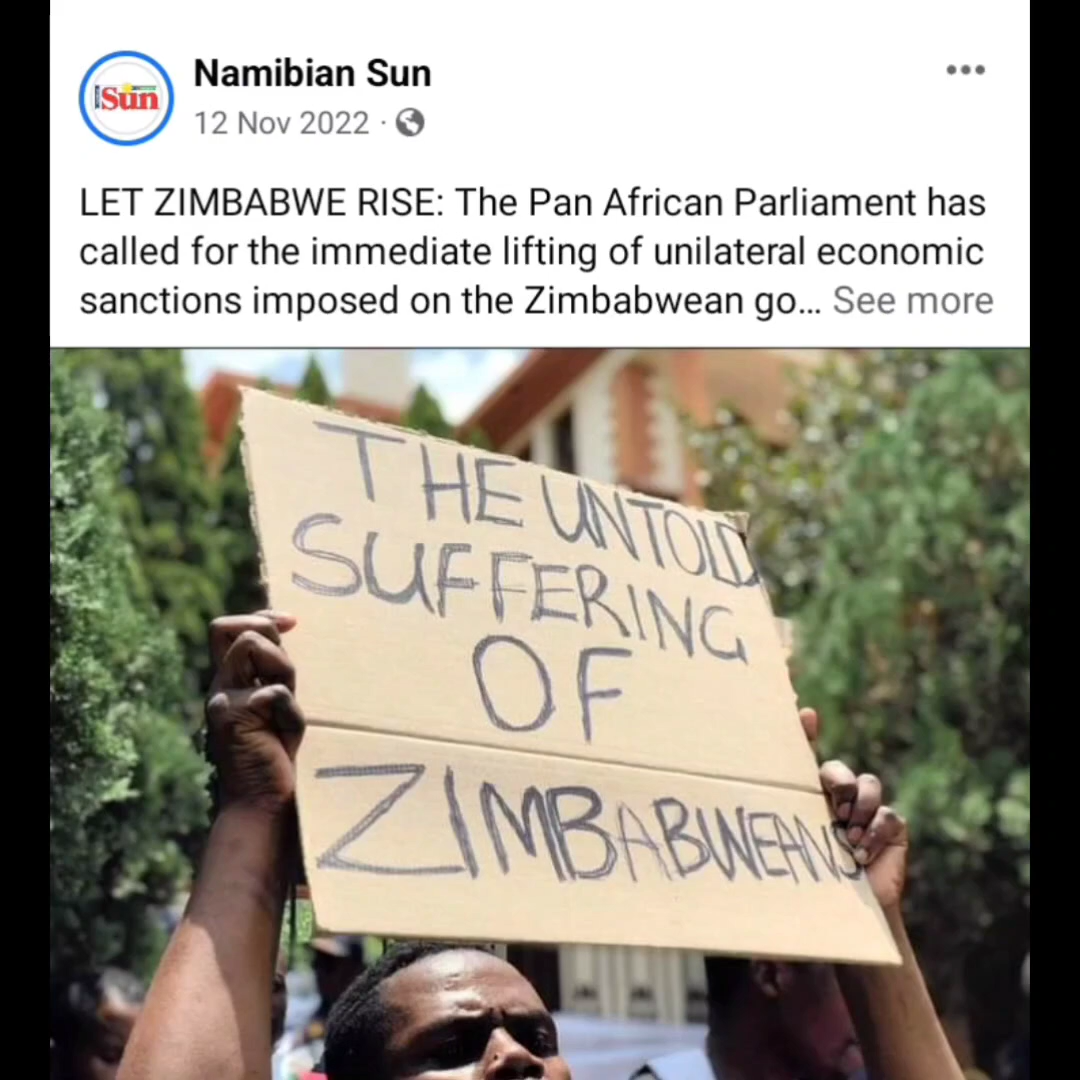 Sun
Namibian Sun
12 Nov 2022 ·
LET ZIMBABWE RISE: The Pan African Parliament has
called for the immediate lifting of unilateral economic
sanctions imposed on the Zimbabwean go... See more
THE UNTOLD
SUFFERING
OF
ZIMBABWEANS